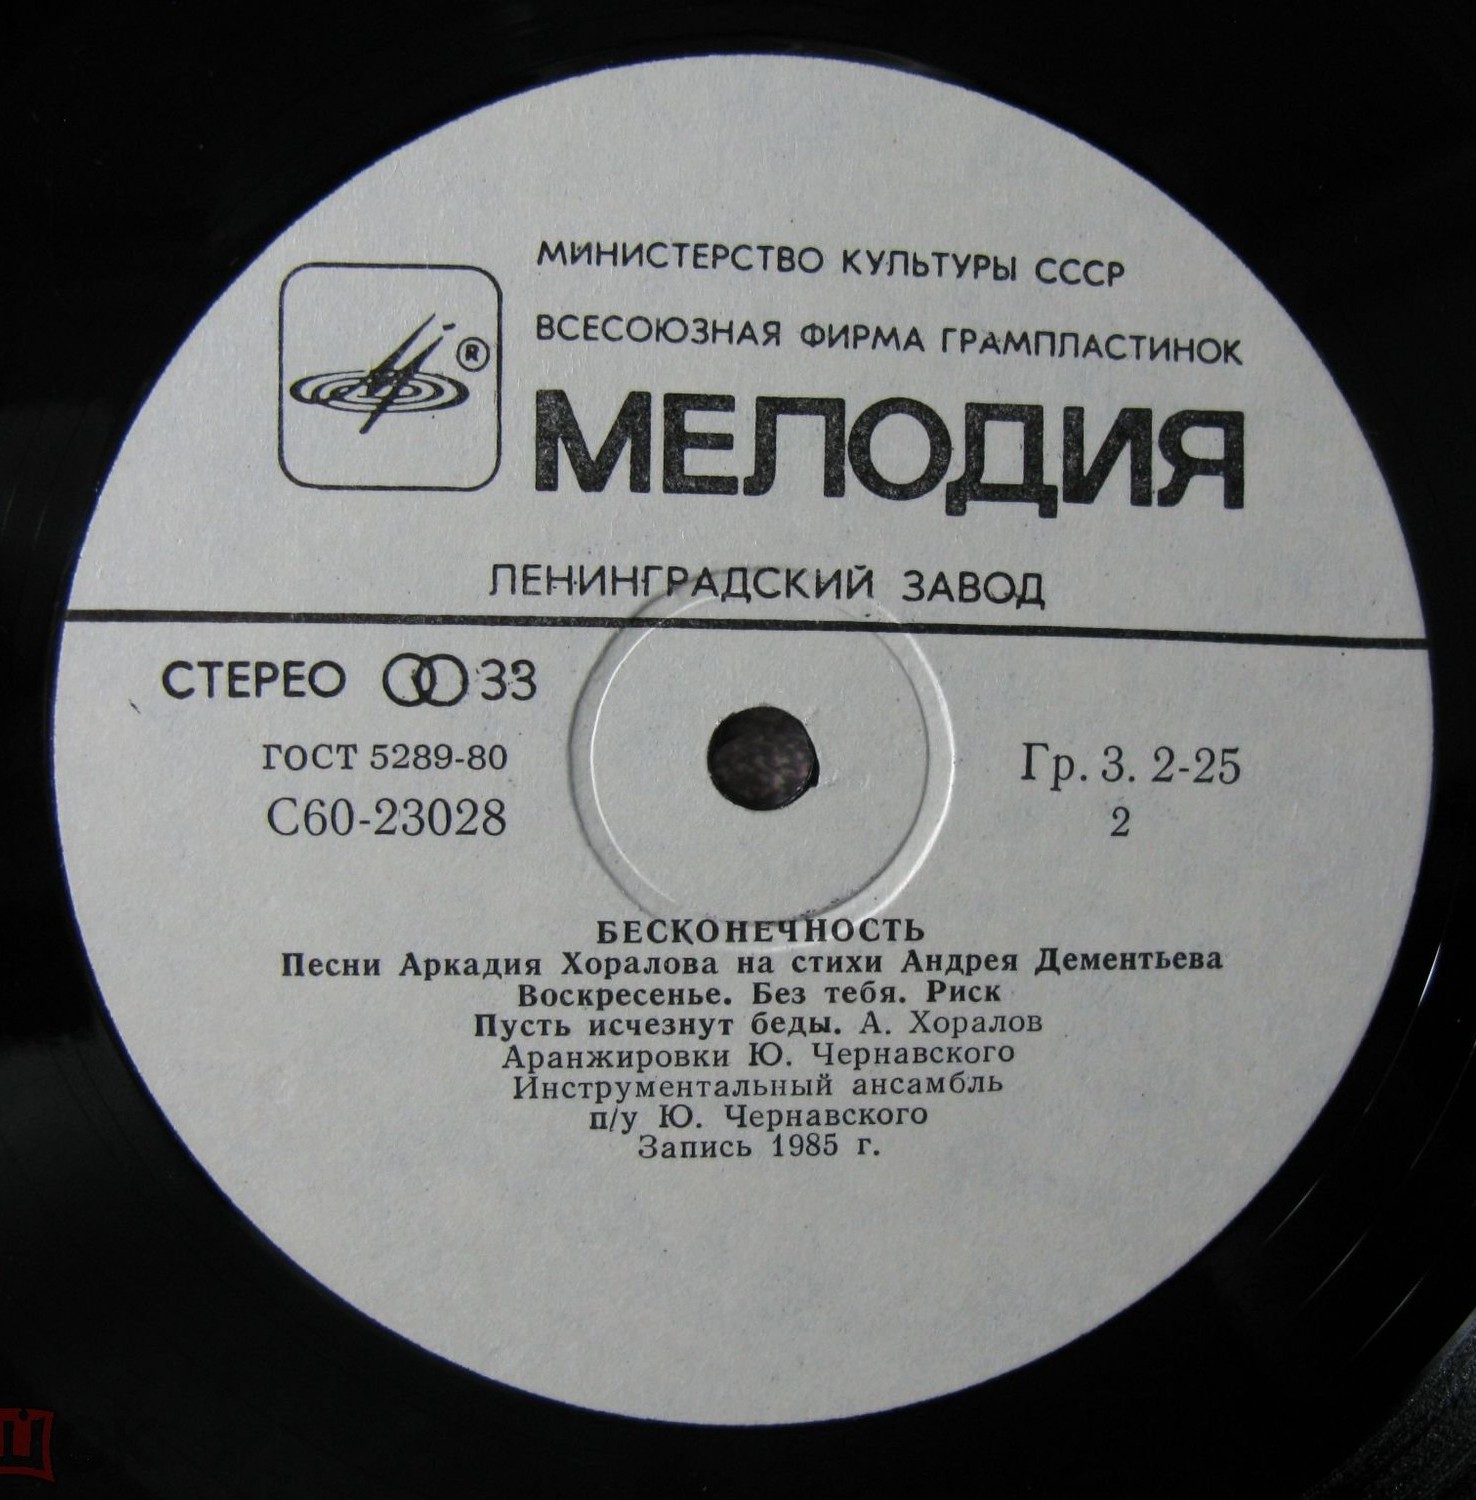 МИНИСТЕРСТВО КУЛЬТУРЫ СССР
ВСЕСОЮЗНАЯ ФИРМА ГРАМПЛАСТИНОК
®
МЕЛОДИЯ
ЛЕНИНГРАДСКИЙ ЗАВОД
СТЕРЕО 33
ГОСТ 5289-80
С60-23028
Гр. 3. 2-25
2
БЕСКОНЕЧНОСТЬ
Песни Аркадия Хоралова на стихи Андрея Дементьева
Воскресенье. Без тебя. Риск
Пусть исчезнут беды. А. Хоралов
Аранжировки Ю. Чернавского
Инструментальный ансамбль
п/у Ю. Чернавского
Запись 1985 г.